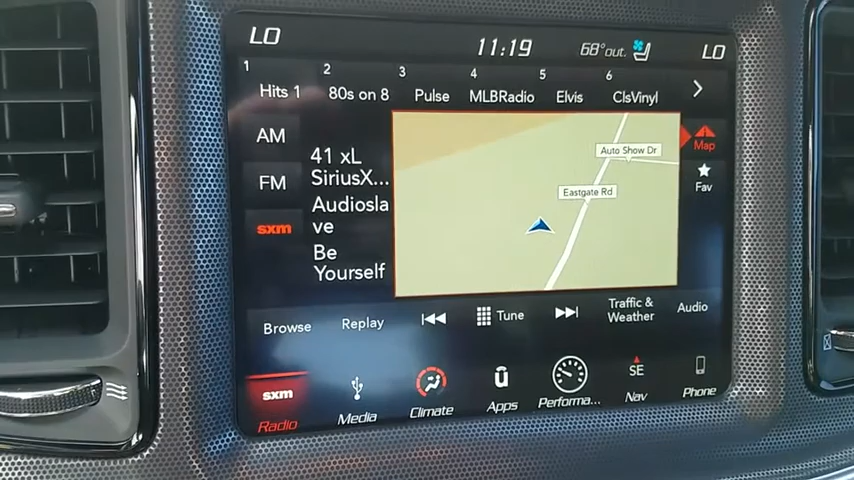 LO
11:19
68°out.
LO
1 2 3 4 5 6
Hits 1 80s on 8 Pulse MLBRadio Elvis ClsVinyl
AM
FM
sxm
41 xL
SiriusX...
Audiosla
ve
Be
Yourself
Auto Show Dr
Eastgate Rd
Map
Fav
Browse Replay Tune Traffic &
Weather Audio
sxm
SE
Radio Media Climate Apps Performa... Nav Phone